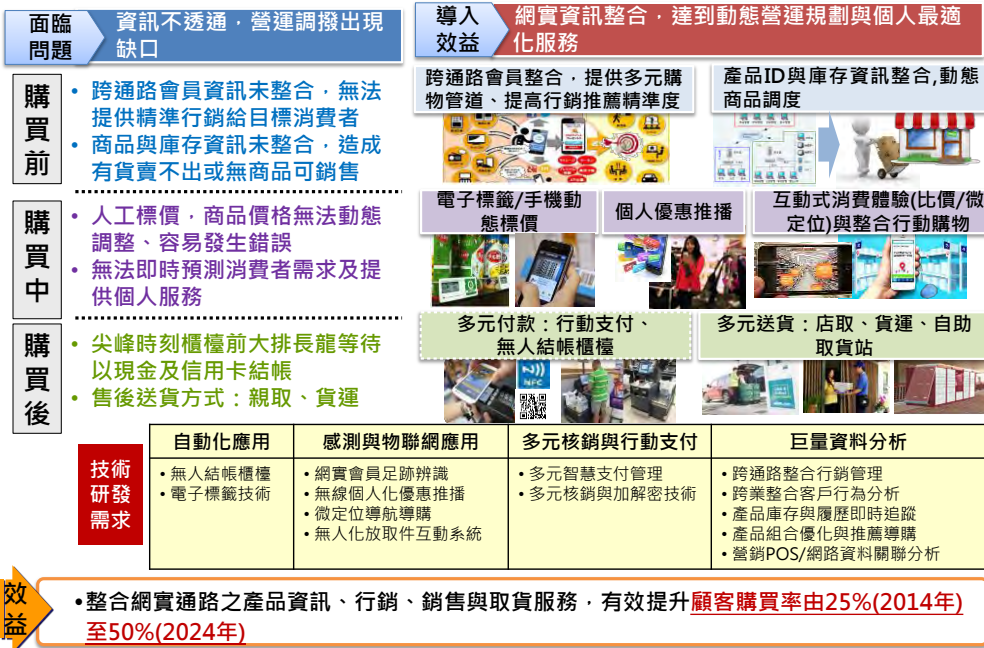 面臨
問題
資訊不透通，營運調撥出現
缺口
導入
效益
網實資訊整合，達到動態營運規劃與個人最適
化服務
購
買
前
• 跨通路會員資訊未整合，無法
提供精準行銷給目標消費者
• 商品與庫存資訊未整合，造成
有貨賣不出或無商品可銷售
跨通路會員整合，提供多元購
物管道、提高行銷推薦精準度
產品ID與庫存資訊整合,動態
商品調度
購
買
中
• 人工標價，商品價格無法動態
調整、容易發生錯誤
• 無法即時預測消費者需求及提
供個人服務
電子標籤/手機動
態標價
個人優惠推播
互動式消費體驗(比價/微
定位)與整合行動購物
購
買
後
• 尖峰時刻櫃檯前大排長龍等待
以現金及信用卡結帳
• 售後送貨方式：親取、貨運
多元付款：行動支付、
無人結帳櫃檯
多元送貨：店取、貨運、自助
取貨站
NFC
技術
研發
需求
自動化應用
• 無人結帳櫃檯
• 電子標籤技術
感測與物聯網應用
• 網實會員足跡辨識
• 無線個人化優惠推播
• 微定位導航導購
• 無人化放取件互動系統
多元核銷與行動支付
• 多元智慧支付管理
• 多元核銷與加解密技術
巨量資料分析
• 跨通路整合行銷管理
• 跨業整合客戶行為分析
• 產品庫存與履歷即時追蹤
• 產品組合優化與推薦導購
• 營銷POS/網路資料關聯分析
效
益
•整合網實通路之產品資訊、行銷、銷售與取貨服務，有效提升顧客購買率由25%(2014年)
至50%(2024年)